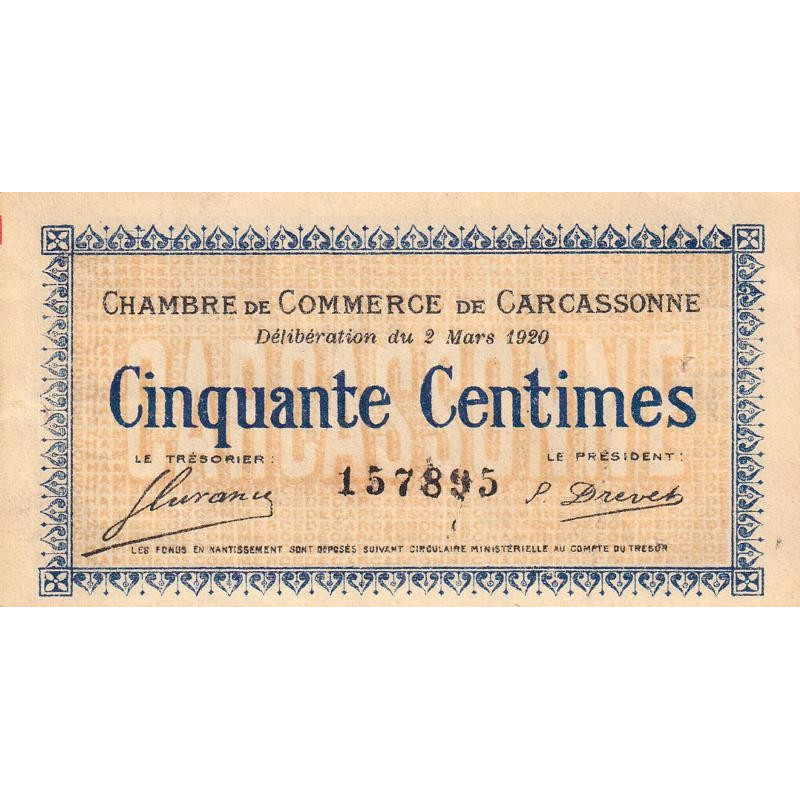 CHAMBRE DE COMMERCE DE CARCASSONNE
Délibération du 2 Mars 1920
Cinquante Centimes
LE TRÉSORIER: LE PRÉSIDENT:
157895 P. Drevet
LES FONDS EN NANTISSEMENT SONT DÉPOSÉS SUIVANT CIRCULAIRE MINISTÉRIELLE AU COMPTE DU TRÉSOR
CARCASSONNE